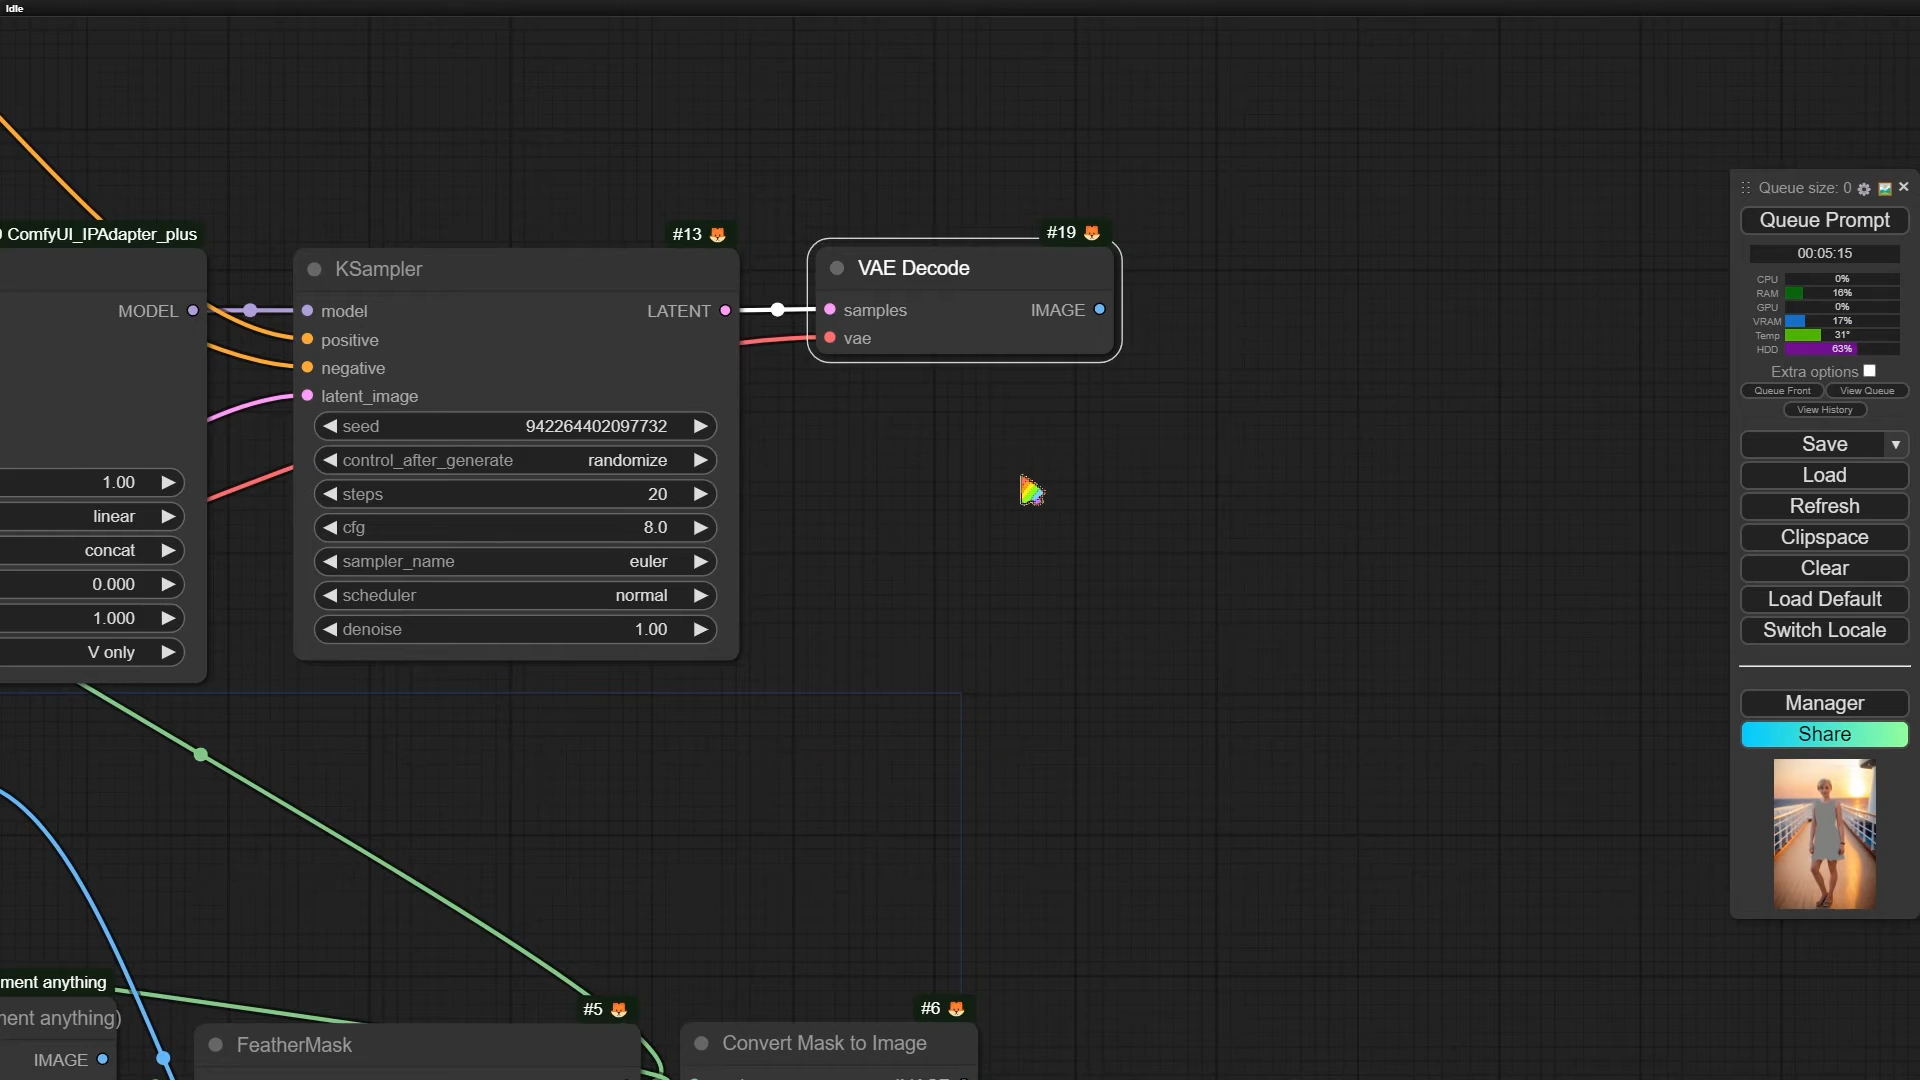 Idle
ComfyUI_IPAdapter_plus
MODEL
1.00
linear
concat
0.000
1.000
V only
#13
KSampler
model
LATENT
positive
negative
latent_image
seed 942264402097732
control_after_generate randomize
steps 20
cfg 8.0
sampler_name euler
scheduler normal
denoise 1.00
#19
VAE Decode
samples
IMAGE
vae
ment anything
ent anything)
IMAGE
#5
FeatherMask
#6
Convert Mask to Image
Queue size: 0
Queue Prompt
00:05:15
CPU 0%
RAM 16%
GPU 0%
VRAM 17%
Temp 31°
HDD 63%
Extra options
Queue Front
View Queue
View History
Save
Load
Refresh
Clipspace
Clear
Load Default
Switch Locale
Manager
Share